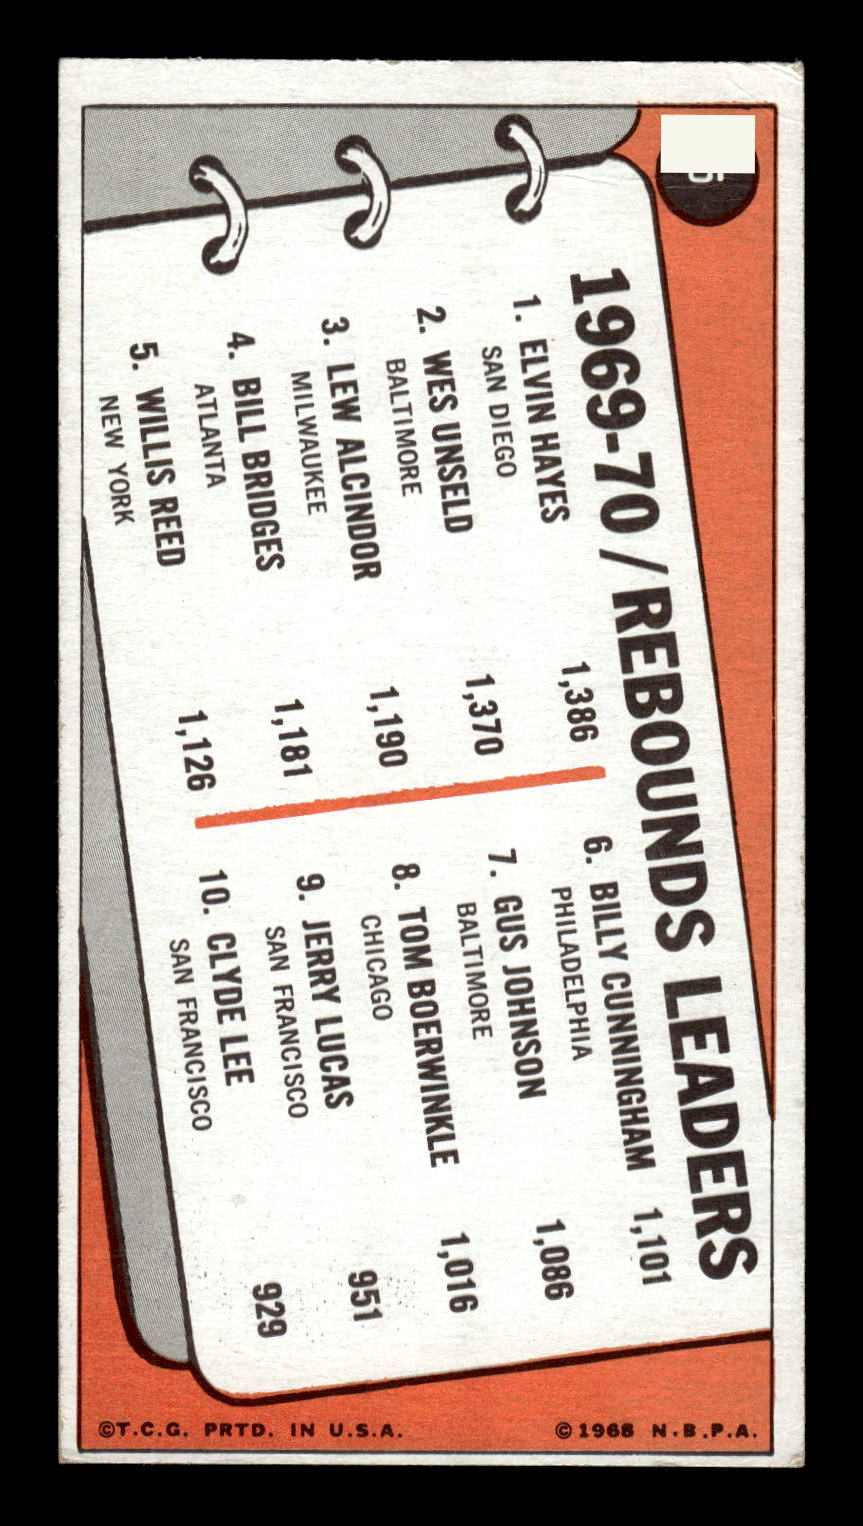 1969-70/REBOUNDS LEADERS
1. ELVIN HAYES 1,386
SAN DIEGO
2. WES UNSELD 1,370
BALTIMORE
3. LEW ALCINDOR 1,190
MILWAUKEE
4. BILL BRIDGES 1,181
ATLANTA
5. WILLIS REED 1,126
NEW YORK
6. BILLY CUNNINGHAM 1,101
PHILADELPHIA
7. GUS JOHNSON 1,086
BALTIMORE
8. TOM BOERWINKLE 1,016
CHICAGO
9. JERRY LUCAS 951
SAN FRANCISCO
10. CLYDE LEE 929
SAN FRANCISCO
©T.C.G. PRTD. IN U.S.A.
©1968 N.B.P.A.